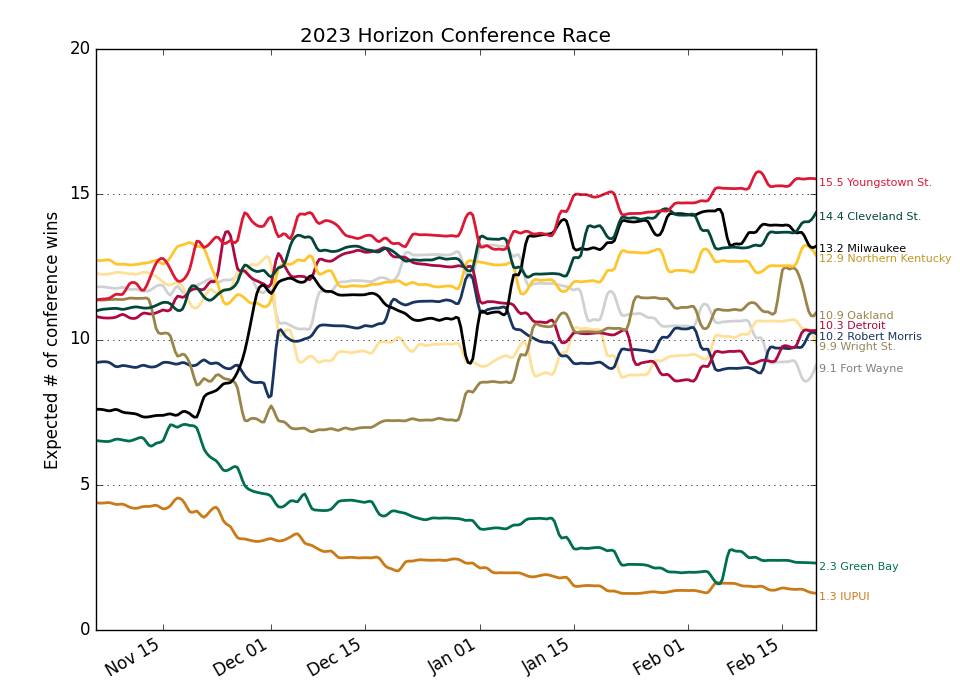 2023 Horizon Conference Race
20
15
10
5
0
Expected # of conference wins
15.5 Youngstown St.
14.4 Cleveland St.
13.2 Milwaukee
12.9 Northern Kentucky
10.9 Oakland
10.3 Detroit
10.2 Robert Morris
9.9 Wright St.
9.1 Fort Wayne
2.3 Green Bay
1.3 IUPUI
Nov 15
Dec 01
Dec 15
Jan 01
Jan 15
Feb 01
Feb 15